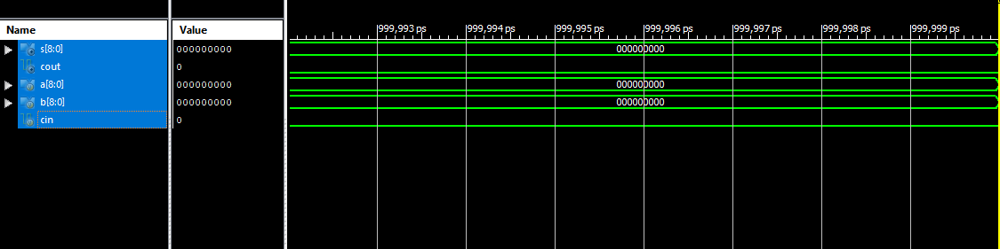 Name Value
999,993 ps 999,994 ps 999,995 ps 999,996 ps 999,997 ps 999,998 ps 999,999 ps
s[8:0] 000000000 000000000
cout 0
a[8:0] 000000000 000000000
b[8:0] 000000000 000000000
cin 0